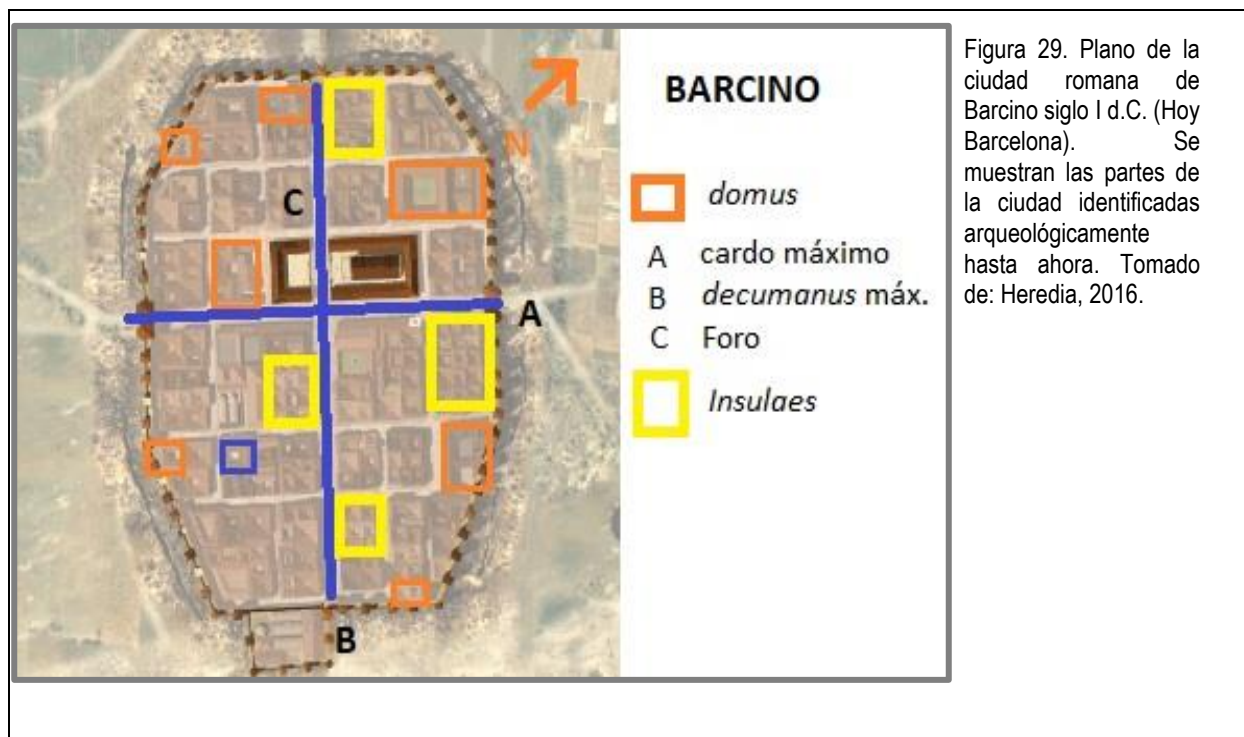 N
C
A
B
BARCINO
domus
A cardo máximo
B decumanus máx.
C Foro
Insulaes
Figura 29. Plano de la
ciudad romana de
Barcino siglo I d.C. (Hoy
Barcelona). Se
muestran las partes de
la ciudad identificadas
arqueológicamente
hasta ahora. Tomado
de: Heredia, 2016.